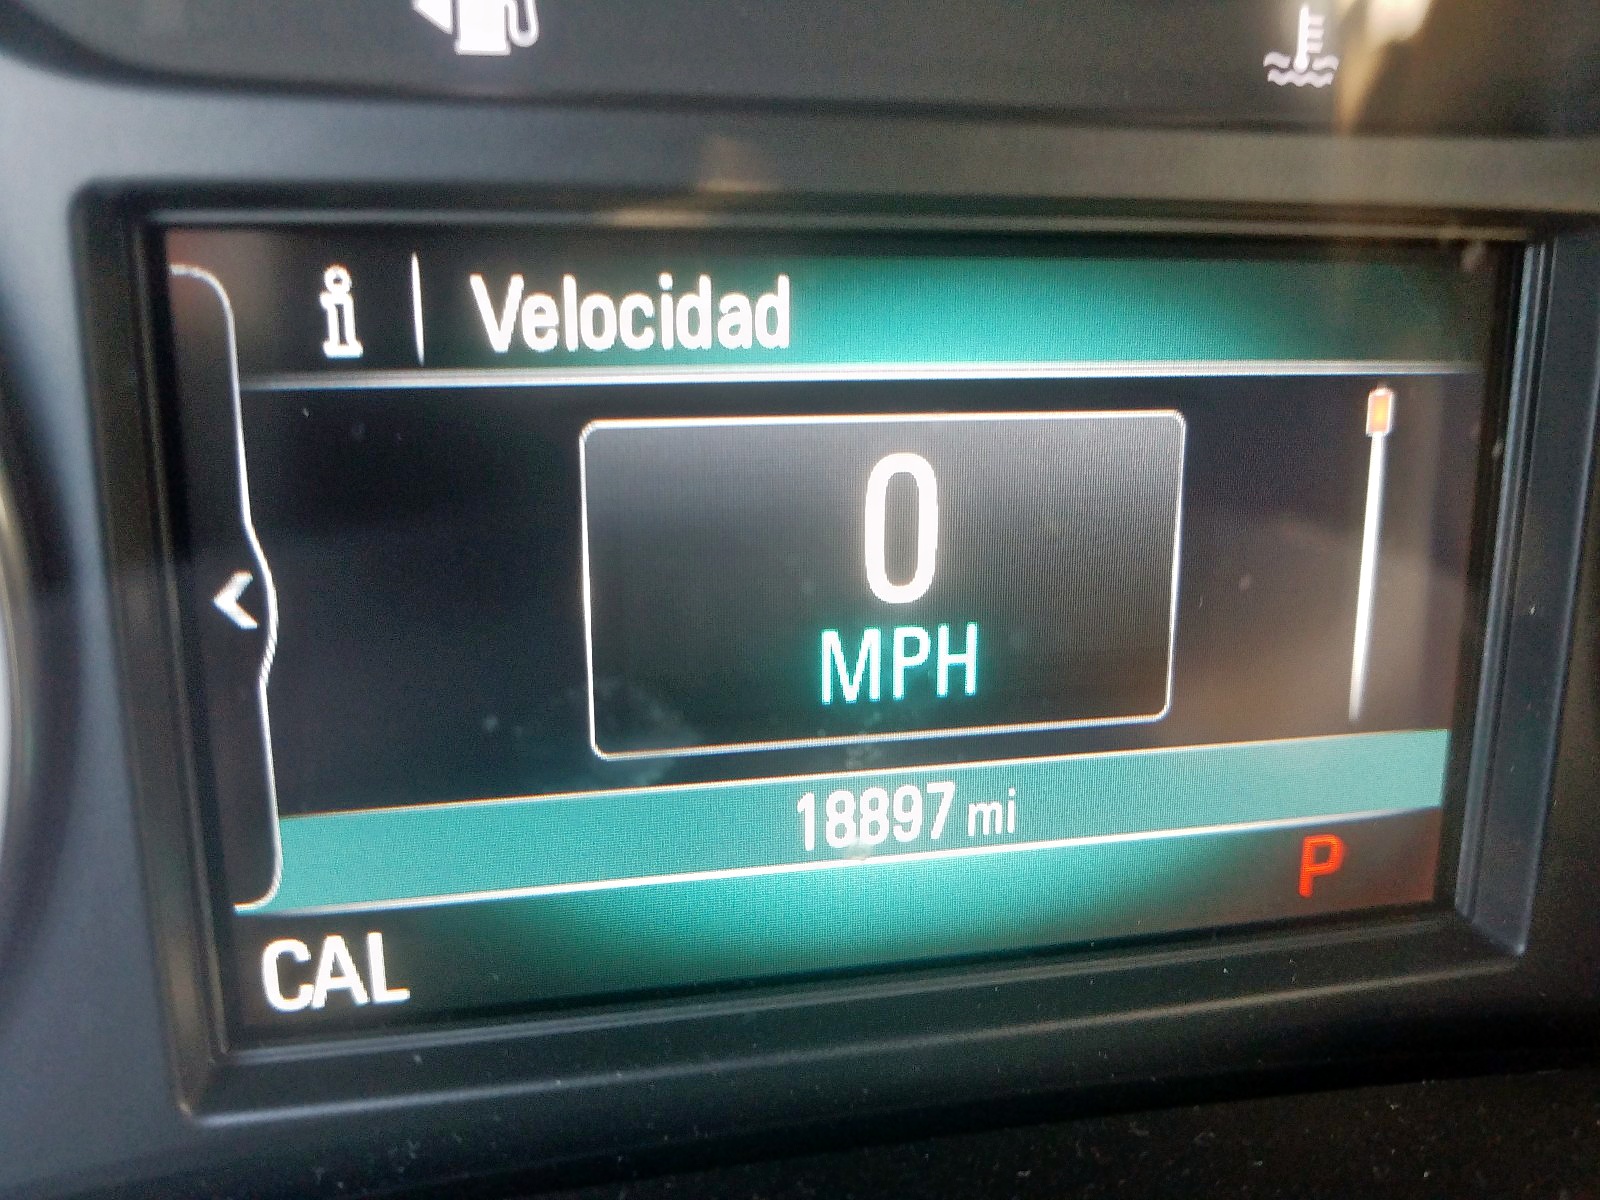 i | Velocidad
0
MPH
18897 mi
P
CAL